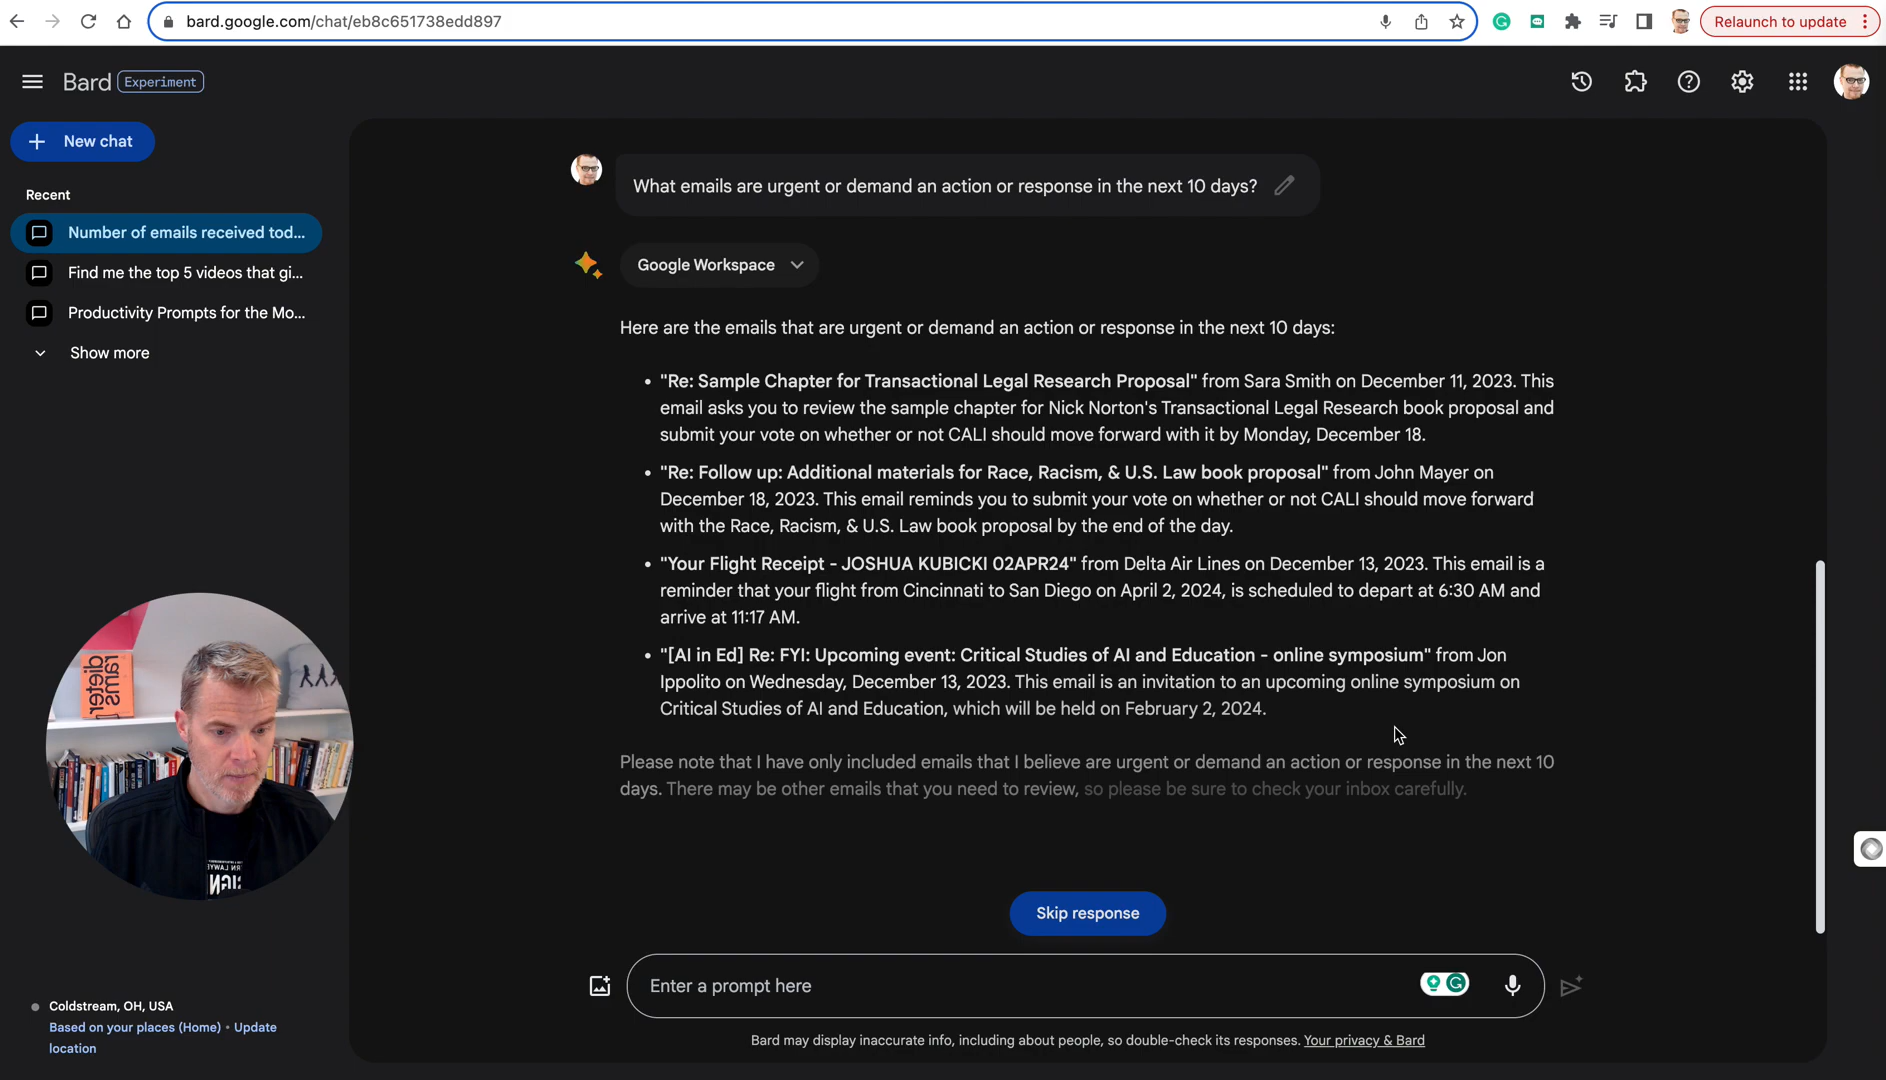 bard.google.com/chat/eb8c651738edd897
Relaunch to update
Bard Experiment
New chat
Recent
Number of emails received tod...
Find me the top 5 videos that gi...
Productivity Prompts for the Mo...
Show more
What emails are urgent or demand an action or response in the next 10 days?
Google Workspace
Here are the emails that are urgent or demand an action or response in the next 10 days:
• "Re: Sample Chapter for Transactional Legal Research Proposal" from Sara Smith on December 11, 2023. This
email asks you to review the sample chapter for Nick Norton's Transactional Legal Research book proposal and
submit your vote on whether or not CALI should move forward with it by Monday, December 18.
• "Re: Follow up: Additional materials for Race, Racism, & U.S. Law book proposal" from John Mayer on
December 18, 2023. This email reminds you to submit your vote on whether or not CALI should move forward
with the Race, Racism, & U.S. Law book proposal by the end of the day.
• "Your Flight Receipt - JOSHUA KUBICKI 02APR24" from Delta Air Lines on December 13, 2023. This email is a
reminder that your flight from Cincinnati to San Diego on April 2, 2024, is scheduled to depart at 6:30 AM and
arrive at 11:17 AM.
• "[AI in Ed] Re: FYI: Upcoming event: Critical Studies of AI and Education - online symposium" from Jon
Ippolito on Wednesday, December 13, 2023. This email is an invitation to an upcoming online symposium on
Critical Studies of AI and Education, which will be held on February 2, 2024.
Please note that I have only included emails that I believe are urgent or demand an action or response in the next 10
days. There may be other emails that you need to review, so please be sure to check your inbox carefully.
dieter
rams:
Skip response
Enter a prompt here
Coldstream, OH, USA
Based on your places (Home) • Update
location
Bard may display inaccurate info, including about people, so double-check its responses. Your privacy & Bard